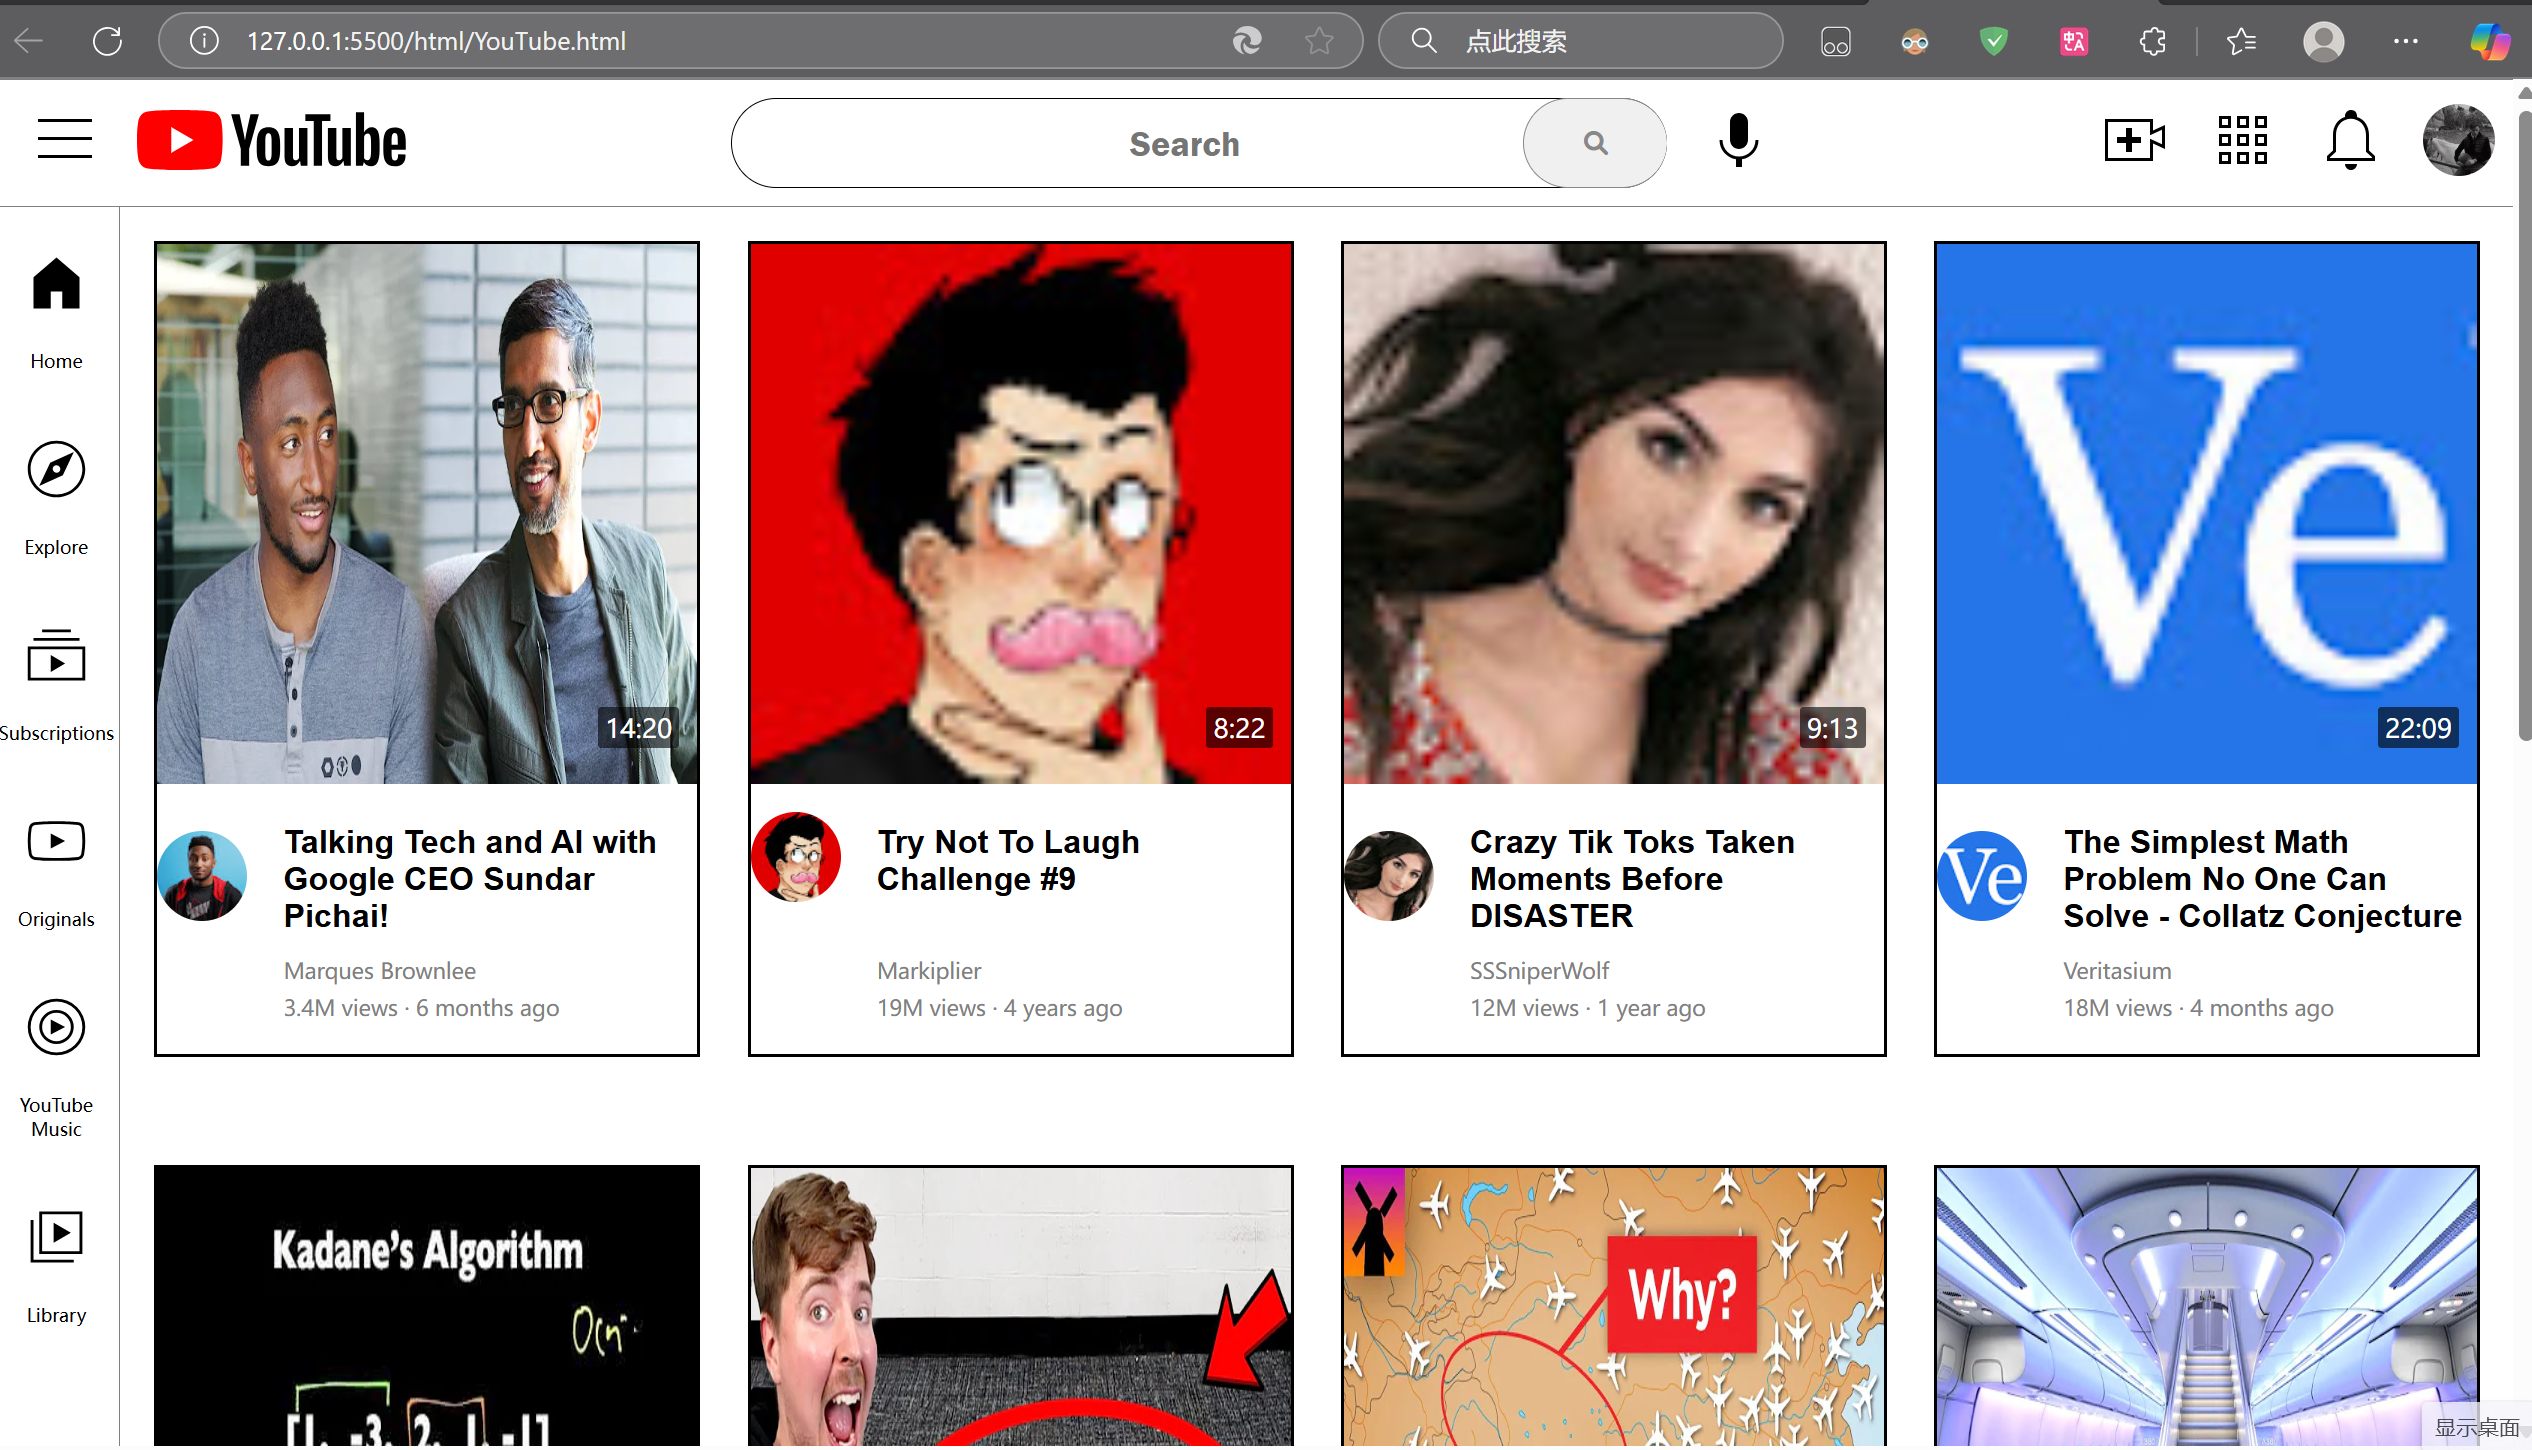 127.0.0.1:5500/html/YouTube.html
点此搜索
YouTube
Search
Home
Explore
Subscriptions
Originals
YouTube
Music
Library
14:20
Talking Tech and AI with
Google CEO Sundar
Pichai!
Marques Brownlee
3.4M views · 6 months ago
8:22
Try Not To Laugh
Challenge #9
Markiplier
19M views · 4 years ago
9:13
Crazy Tik Toks Taken
Moments Before
DISASTER
SSSniperWolf
12M views · 1 year ago
Ve
22:09
Ve
The Simplest Math
Problem No One Can
Solve - Collatz Conjecture
Veritasium
18M views · 4 months ago
Kadane's Algorithm
Why?
显示桌面